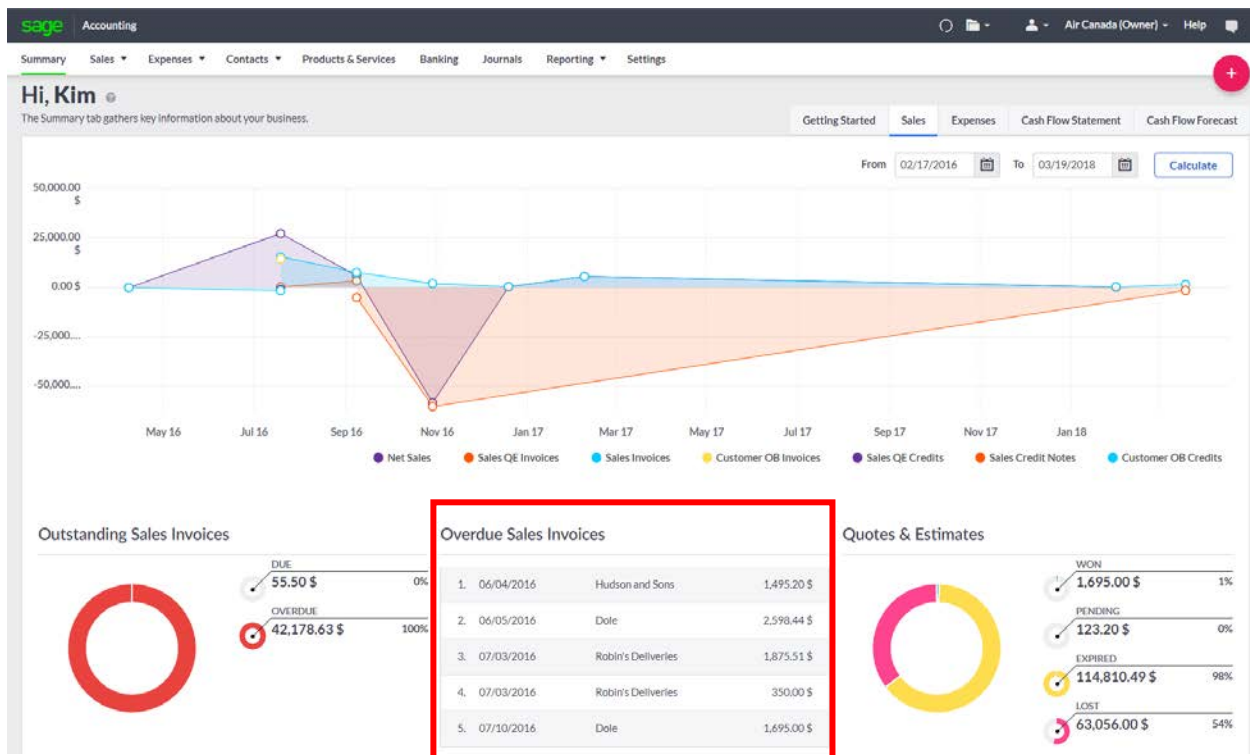 sage Accounting Air Canada (Owner) Help
Summary Sales Expenses Contacts Products & Services Banking Journals Reporting Settings
+
Hi, Kim
The Summary tab gathers key information about your business.
Getting Started Sales Expenses Cash Flow Statement Cash Flow Forecast
From 02/17/2016 To 03/19/2018 Calculate
50,000.00
$
25,000.00
$
0.00 $
-25,000....
-50,000....
May 16 Jul 16 Sep 16 Nov 16 Jan 17 Mar 17 May 17 Jul 17 Sep 17 Nov 17 Jan 18
Net Sales Sales QE Invoices Sales Invoices Customer OB Invoices Sales QE Credits Sales Credit Notes Customer OB Credits
Outstanding Sales Invoices
DUE
55.50 $ 0%
OVERDUE
42,178.63 $ 100%
Overdue Sales Invoices
1. 06/04/2016 Hudson and Sons 1,495.20 $
2. 06/05/2016 Dole 2,598.44 $
3. 07/03/2016 Robin's Deliveries 1,875.51 $
4. 07/03/2016 Robin's Deliveries 350.00 $
5. 07/10/2016 Dole 1,695.00 $
Quotes & Estimates
WON
1,695.00 $ 1%
PENDING
123.20 $ 0%
EXPIRED
114,810.49 $ 98%
LOST
63,056.00 $ 54%